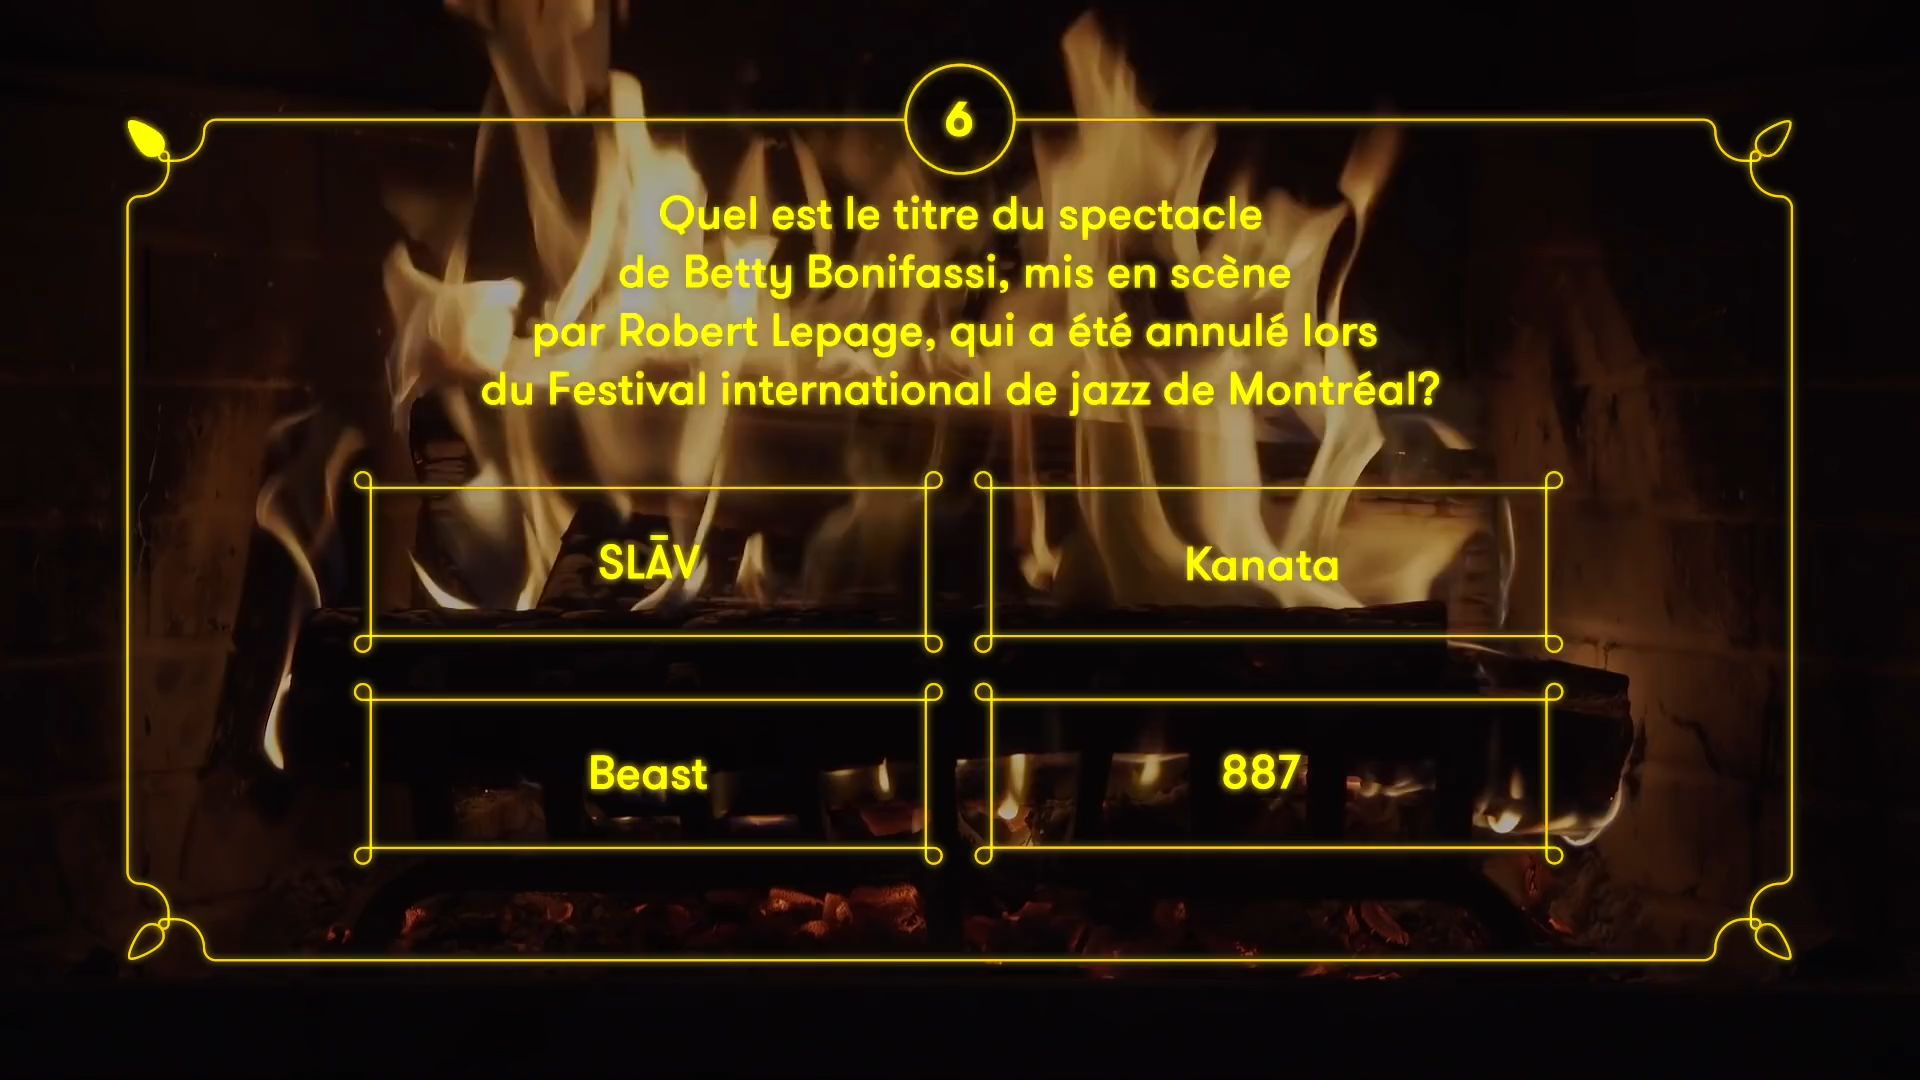 6
Quel est le titre du spectacle
de Betty Bonifassi, mis en scène
par Robert Lepage, qui a été annulé lors
du Festival international de jazz de Montréal?
SLĀV
Kanata
Beast
887